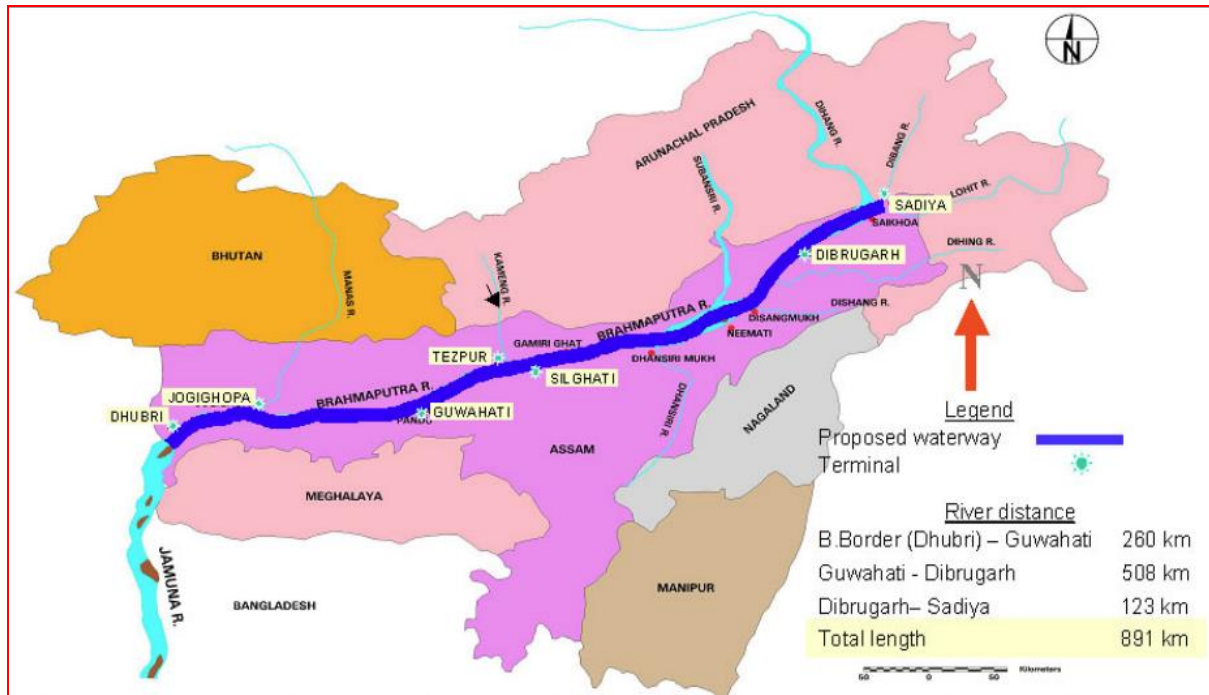 N
ARUNACHAL PRADESH
DIHANG R.
DIBANG R.
LOHIT R.
SUBANSRI R.
SADIYA
SAIKHOA
BHUTAN
DIHING R.
DIBRUGARH
MANAS R.
KAMENG R.
N
DISHANG R.
BRAHMAPUTRA R.
DISANGMUKH
NEEMATI
GAMIRI GHAT
TEZPUR
DHANSIRI MUKH
SILGHATI
JOGIGHOPA
BRAHMAPUTRA R.
DHUBRI
GUWAHATI
PANDU
DHANSIRI R.
NAGALAND
ASSAM
MEGHALAYA
JAMUNA R.
BANGLADESH
MANIPUR
Legend
Proposed waterway
Terminal
River distance
B.Border (Dhubri) – Guwahati 260 km
Guwahati - Dibrugarh 508 km
Dibrugarh– Sadiya 123 km
Total length 891 km
50 0 50 Kilometers